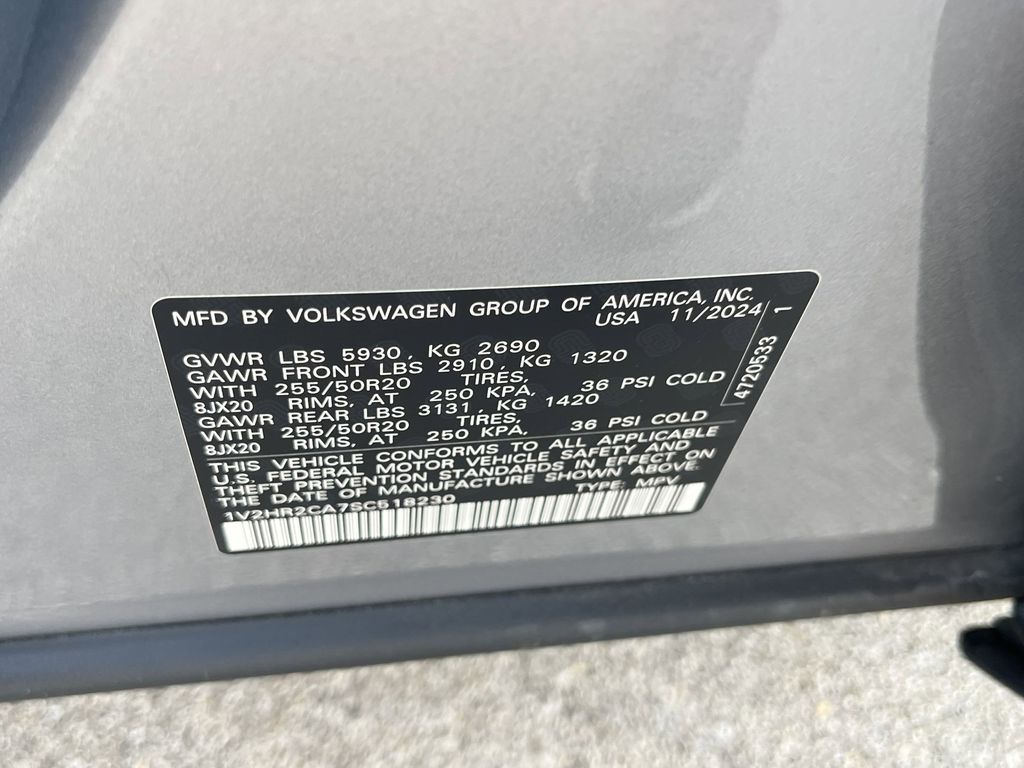 MFD BY VOLKSWAGEN GROUP OF AMERICA, INC.
USA 11/2024
GVWR LBS 5930, KG 2690
GAWR FRONT LBS 2910, KG 1320
WITH 255/50R20 TIRES,
8JX20 RIMS, AT 250 KPA, 36 PSI COLD
GAWR REAR LBS 3131, KG 1420
WITH 255/50R20 TIRES,
8JX20 RIMS, AT 250 KPA, 36 PSI COLD
THIS VEHICLE CONFORMS TO ALL APPLICABLE
U.S. FEDERAL MOTOR VEHICLE SAFETY AND
THEFT PREVENTION STANDARDS IN EFFECT ON
THE DATE OF MANUFACTURE SHOWN ABOVE.
1V2HR2CA7SC518230 TYPE: MPV
4720533 1